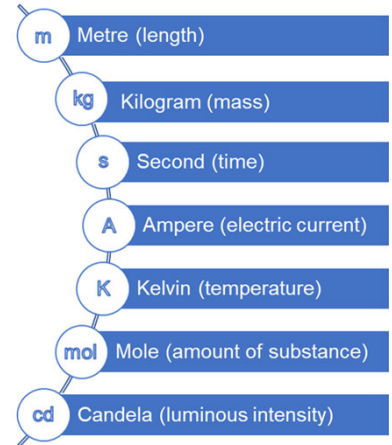 m Metre (length)
kg Kilogram (mass)
s Second (time)
A Ampere (electric current)
K Kelvin (temperature)
mol Mole (amount of substance)
cd Candela (luminous intensity)